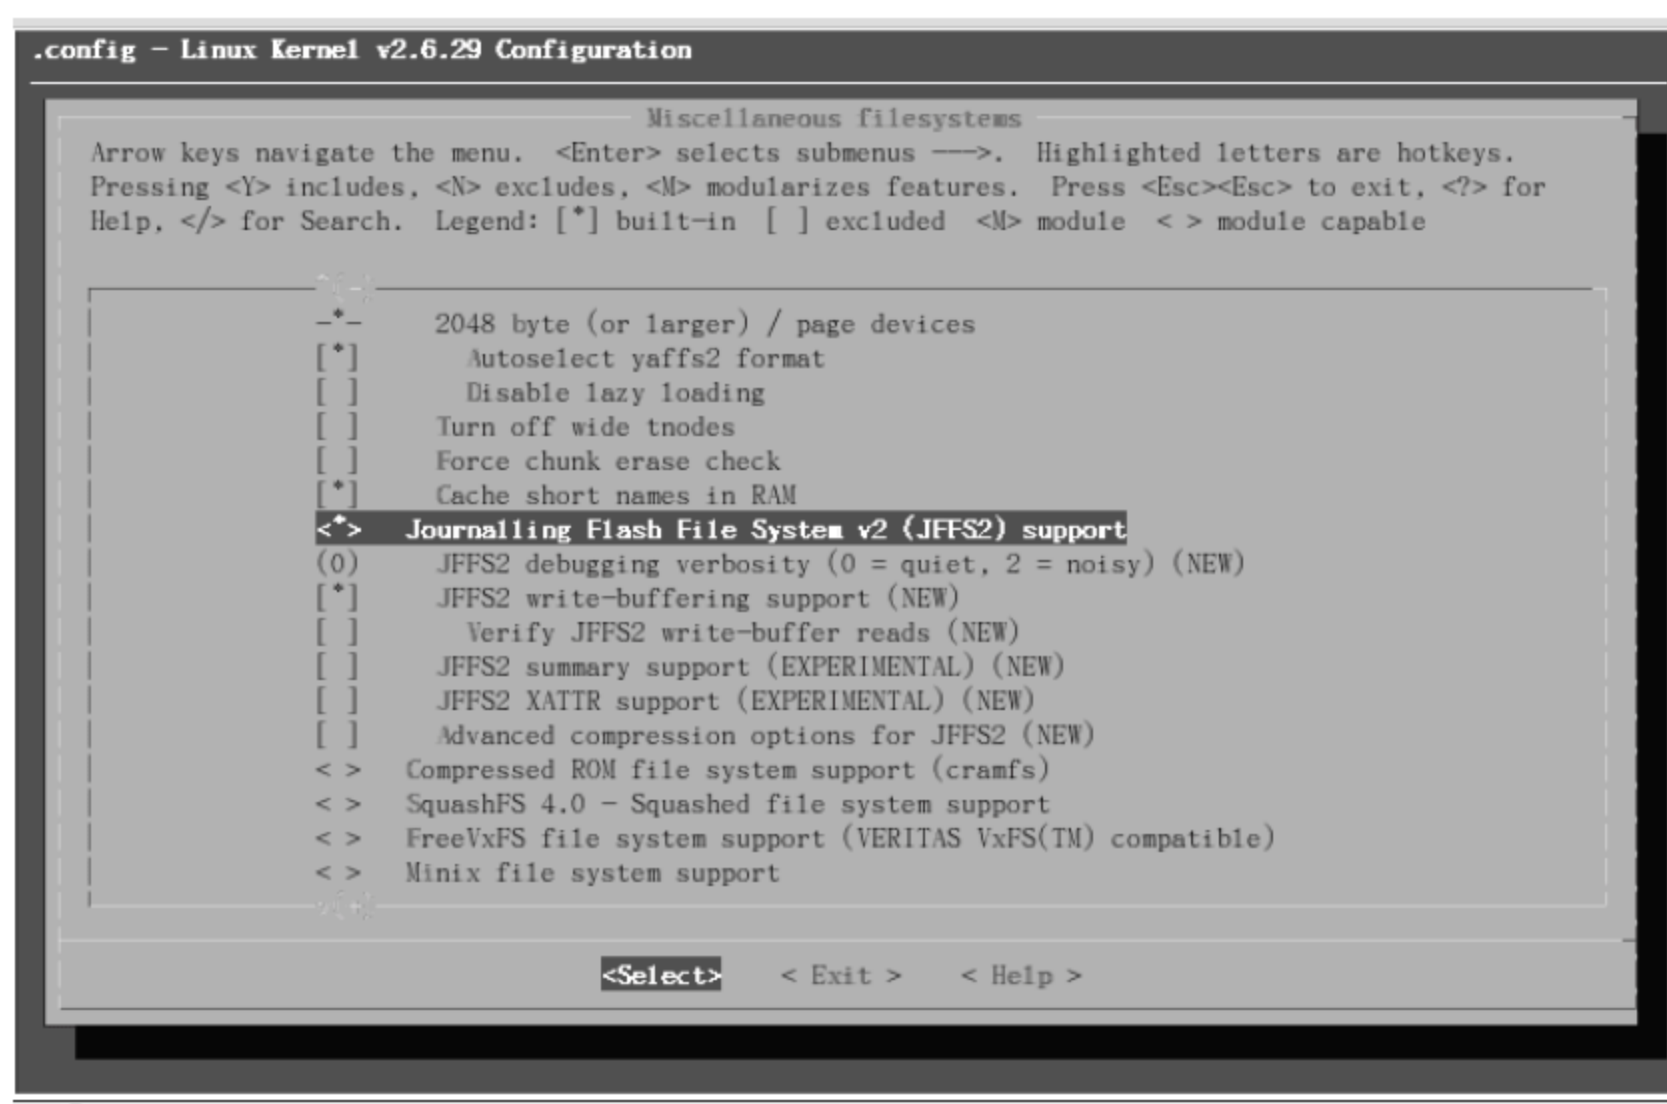 .config - Linux Kernel v2.6.29 Configuration
Miscellaneous filesystems
Arrow keys navigate the menu.  <Enter> selects submenus --->.  Highlighted letters are hotkeys.
Pressing <Y> includes, <N> excludes, <M> modularizes features.  Press <Esc><Esc> to exit, <?> for
Help, </> for Search.  Legend: [*] built-in  [ ] excluded  <M> module  < > module capable
^(-)
-*-     2048 byte (or larger) / page devices
[*]       Autoselect yaffs2 format
[ ]       Disable lazy loading
[ ]     Turn off wide tnodes
[ ]     Force chunk erase check
[*]     Cache short names in RAM
<*>   Journalling Flash File System v2 (JFFS2) support
(0)     JFFS2 debugging verbosity (0 = quiet, 2 = noisy) (NEW)
[*]     JFFS2 write-buffering support (NEW)
[ ]       Verify JFFS2 write-buffer reads (NEW)
[ ]     JFFS2 summary support (EXPERIMENTAL) (NEW)
[ ]     JFFS2 XATTR support (EXPERIMENTAL) (NEW)
[ ]     Advanced compression options for JFFS2 (NEW)
< >   Compressed ROM file system support (cramfs)
< >   SquashFS 4.0 - Squashed file system support
< >   FreeVxFS file system support (VERITAS VxFS(TM) compatible)
< >   Minix file system support
v(+)
<Select>    < Exit >    < Help >